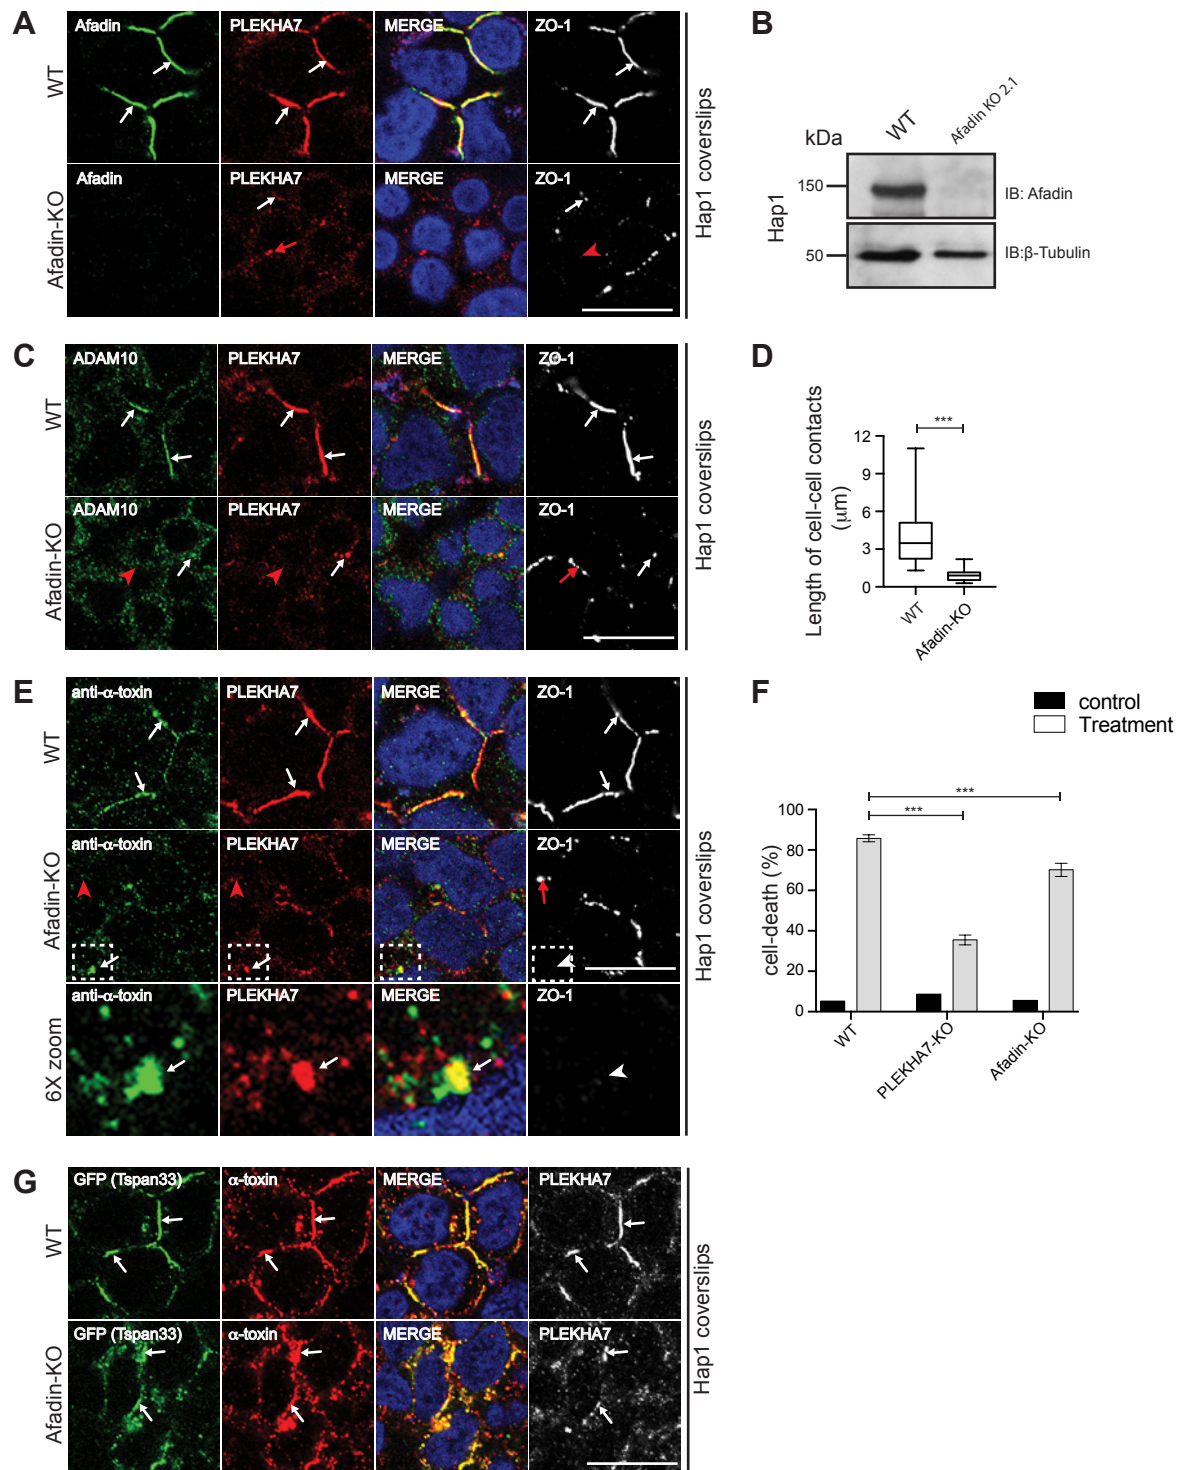 A
Afadin PLEKHA7 MERGE ZO-1
WT
Afadin PLEKHA7 ZO-1
Afadin-KO
Hap1 coverslips
B
kDa WT Afadin KO 2.1
150 IB: Afadin
50 IB:β-Tubulin
Hap1
C
ADAM10 PLEKHA7 MERGE ZO-1
WT
ADAM10 PLEKHA7 MERGE ZO-1
Afadin-KO
Hap1 coverslips
D
***
Length of cell-cell contacts
(μm)
12
9
6
3
0
WT Afadin-KO
E
anti-α-toxin PLEKHA7 MERGE ZO-1
WT
anti-α-toxin PLEKHA7 MERGE ZO-1
Afadin-KO
anti-α-toxin PLEKHA7 MERGE ZO-1
6X zoom
Hap1 coverslips
F
control
Treatment
***
***
cell-death (%)
100
80
60
40
20
0
WT PLEKHA7-KO Afadin-KO
G
GFP (Tspan33) α-toxin MERGE PLEKHA7
WT
GFP (Tspan33) α-toxin MERGE PLEKHA7
Afadin-KO
Hap1 coverslips